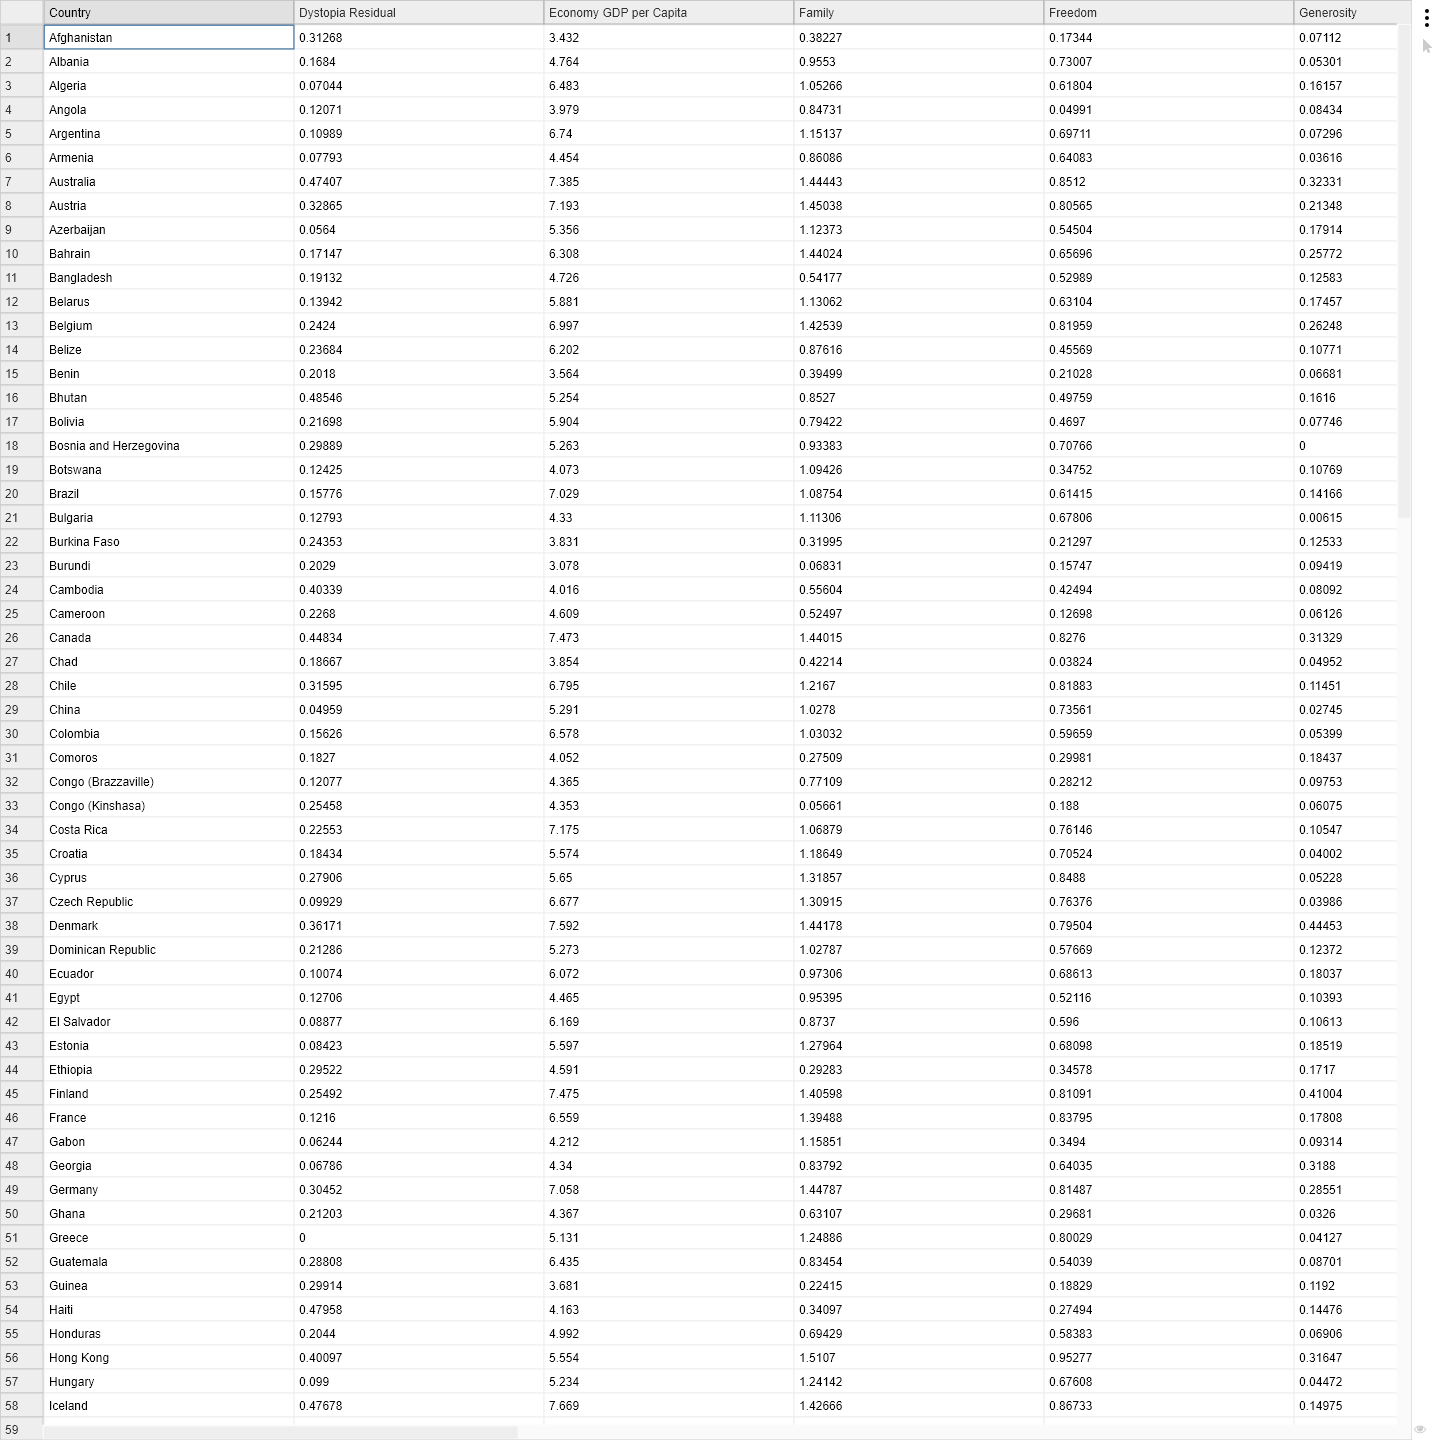 Country Dystopia Residual Economy GDP per Capita Family Freedom Generosity
1 Afghanistan 0.31268 3.432 0.38227 0.17344 0.07112
2 Albania 0.1684 4.764 0.9553 0.73007 0.05301
3 Algeria 0.07044 6.483 1.05266 0.61804 0.16157
4 Angola 0.12071 3.979 0.84731 0.04991 0.08434
5 Argentina 0.10989 6.74 1.15137 0.69711 0.07296
6 Armenia 0.07793 4.454 0.86086 0.64083 0.03616
7 Australia 0.47407 7.385 1.44443 0.8512 0.32331
8 Austria 0.32865 7.193 1.45038 0.80565 0.21348
9 Azerbaijan 0.0564 5.356 1.12373 0.54504 0.17914
10 Bahrain 0.17147 6.308 1.44024 0.65696 0.25772
11 Bangladesh 0.19132 4.726 0.54177 0.52989 0.12583
12 Belarus 0.13942 5.881 1.13062 0.63104 0.17457
13 Belgium 0.2424 6.997 1.42539 0.81959 0.26248
14 Belize 0.23684 6.202 0.87616 0.45569 0.10771
15 Benin 0.2018 3.564 0.39499 0.21028 0.06681
16 Bhutan 0.48546 5.254 0.8527 0.49759 0.1616
17 Bolivia 0.21698 5.904 0.79422 0.4697 0.07746
18 Bosnia and Herzegovina 0.29889 5.263 0.93383 0.70766 0
19 Botswana 0.12425 4.073 1.09426 0.34752 0.10769
20 Brazil 0.15776 7.029 1.08754 0.61415 0.14166
21 Bulgaria 0.12793 4.33 1.11306 0.67806 0.00615
22 Burkina Faso 0.24353 3.831 0.31995 0.21297 0.12533
23 Burundi 0.2029 3.078 0.06831 0.15747 0.09419
24 Cambodia 0.40339 4.016 0.55604 0.42494 0.08092
25 Cameroon 0.2268 4.609 0.52497 0.12698 0.06126
26 Canada 0.44834 7.473 1.44015 0.8276 0.31329
27 Chad 0.18667 3.854 0.42214 0.03824 0.04952
28 Chile 0.31595 6.795 1.2167 0.81883 0.11451
29 China 0.04959 5.291 1.0278 0.73561 0.02745
30 Colombia 0.15626 6.578 1.03032 0.59659 0.05399
31 Comoros 0.1827 4.052 0.27509 0.29981 0.18437
32 Congo (Brazzaville) 0.12077 4.365 0.77109 0.28212 0.09753
33 Congo (Kinshasa) 0.25458 4.353 0.05661 0.188 0.06075
34 Costa Rica 0.22553 7.175 1.06879 0.76146 0.10547
35 Croatia 0.18434 5.574 1.18649 0.70524 0.04002
36 Cyprus 0.27906 5.65 1.31857 0.8488 0.05228
37 Czech Republic 0.09929 6.677 1.30915 0.76376 0.03986
38 Denmark 0.36171 7.592 1.44178 0.79504 0.44453
39 Dominican Republic 0.21286 5.273 1.02787 0.57669 0.12372
40 Ecuador 0.10074 6.072 0.97306 0.68613 0.18037
41 Egypt 0.12706 4.465 0.95395 0.52116 0.10393
42 El Salvador 0.08877 6.169 0.8737 0.596 0.10613
43 Estonia 0.08423 5.597 1.27964 0.68098 0.18519
44 Ethiopia 0.29522 4.591 0.29283 0.34578 0.1717
45 Finland 0.25492 7.475 1.40598 0.81091 0.41004
46 France 0.1216 6.559 1.39488 0.83795 0.17808
47 Gabon 0.06244 4.212 1.15851 0.3494 0.09314
48 Georgia 0.06786 4.34 0.83792 0.64035 0.3188
49 Germany 0.30452 7.058 1.44787 0.81487 0.28551
50 Ghana 0.21203 4.367 0.63107 0.29681 0.0326
51 Greece 0 5.131 1.24886 0.80029 0.04127
52 Guatemala 0.28808 6.435 0.83454 0.54039 0.08701
53 Guinea 0.29914 3.681 0.22415 0.18829 0.1192
54 Haiti 0.47958 4.163 0.34097 0.27494 0.14476
55 Honduras 0.2044 4.992 0.69429 0.58383 0.06906
56 Hong Kong 0.40097 5.554 1.5107 0.95277 0.31647
57 Hungary 0.099 5.234 1.24142 0.67608 0.04472
58 Iceland 0.47678 7.669 1.42666 0.86733 0.14975
59